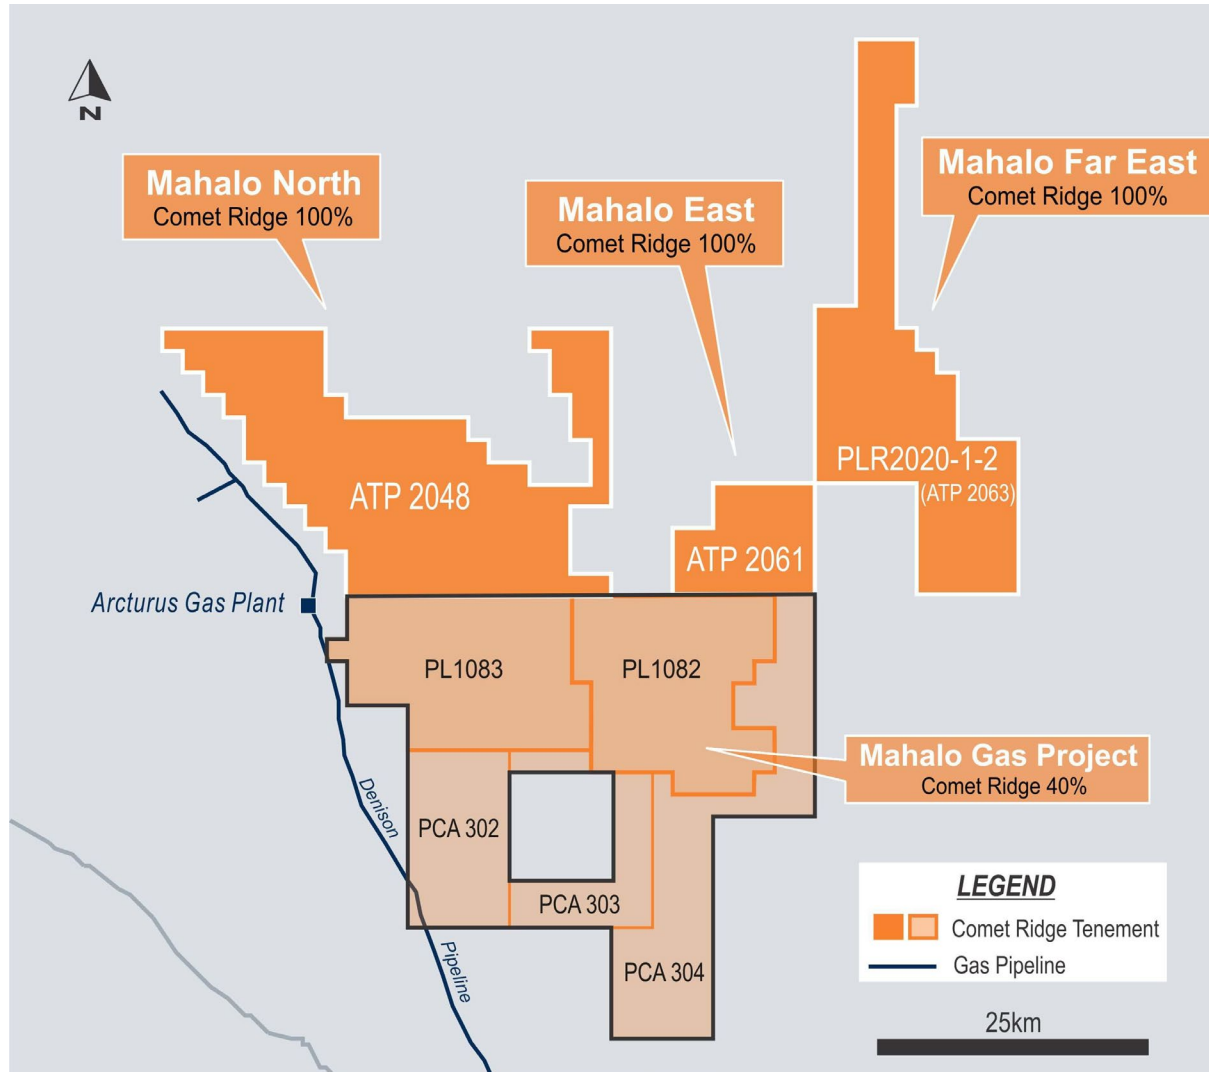 N
Mahalo North
Comet Ridge 100%
Mahalo East
Comet Ridge 100%
Mahalo Far East
Comet Ridge 100%
ATP 2048
PLR2020-1-2
(ATP 2063)
ATP 2061
Arcturus Gas Plant
PL1083
PL1082
Mahalo Gas Project
Comet Ridge 40%
Denison
Pipeline
PCA 302
PCA 303
PCA 304
LEGEND
Comet Ridge Tenement
Gas Pipeline
25km